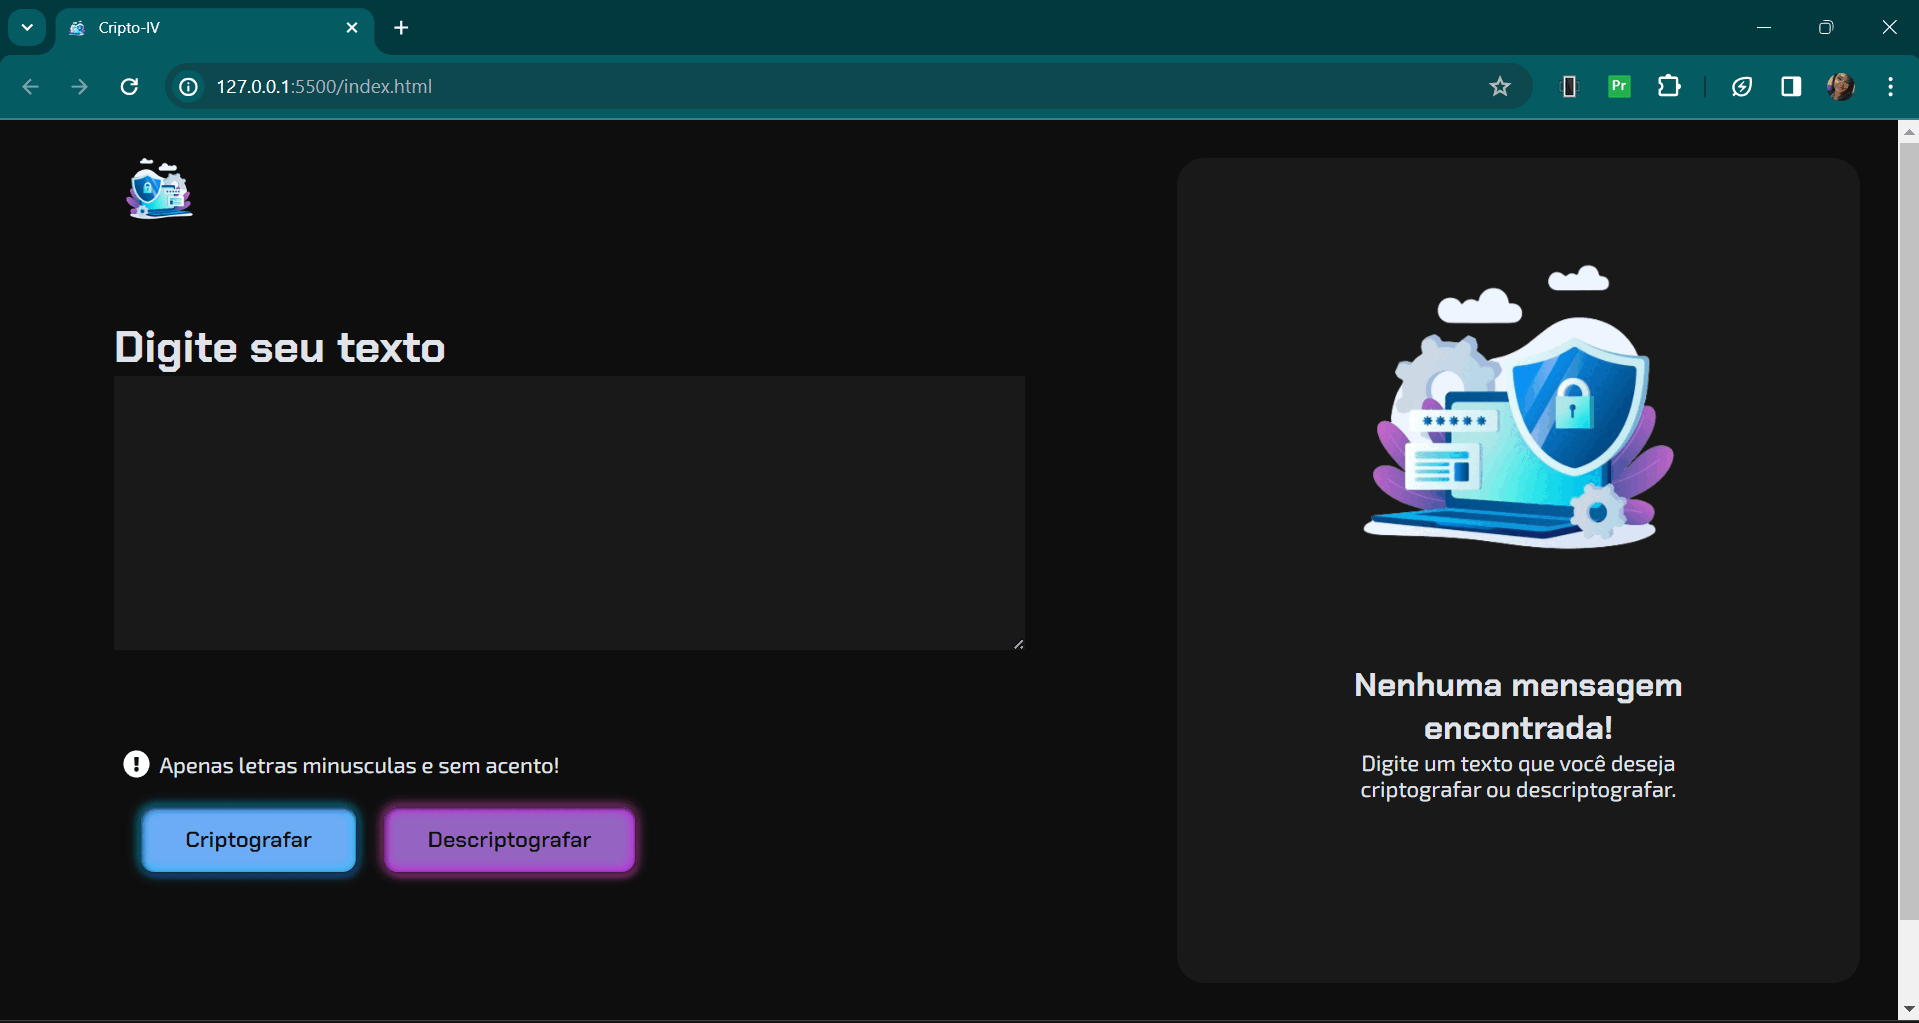 Cripto-IV
127.0.0.1:5500/index.html
Pr
Digite seu texto
*****
Apenas letras minusculas e sem acento!
Criptografar
Descriptografar
Nenhuma mensagem
encontrada!
Digite um texto que você deseja
criptografar ou descriptografar.